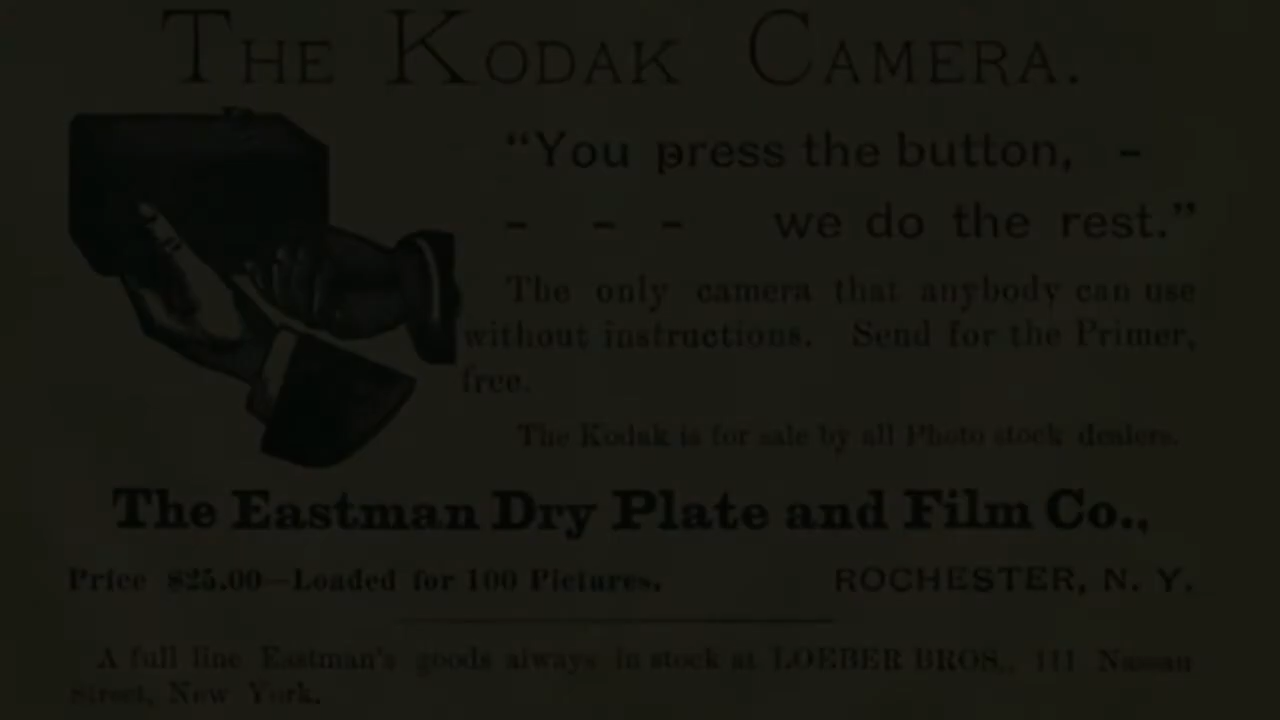 THE KODAK CAMERA.
“You press the button, -
- - - we do the rest.”
The only camera that anybody can use
without instructions. Send for the Primer,
free.
The Kodak is for sale by all Photo stock dealers.
The Eastman Dry Plate and Film Co.,
Price $25.00—Loaded for 100 Pictures. ROCHESTER, N. Y.
A full line Eastman's goods always in stock at LOEBER BROS., 111 Nassau
Street, New York.